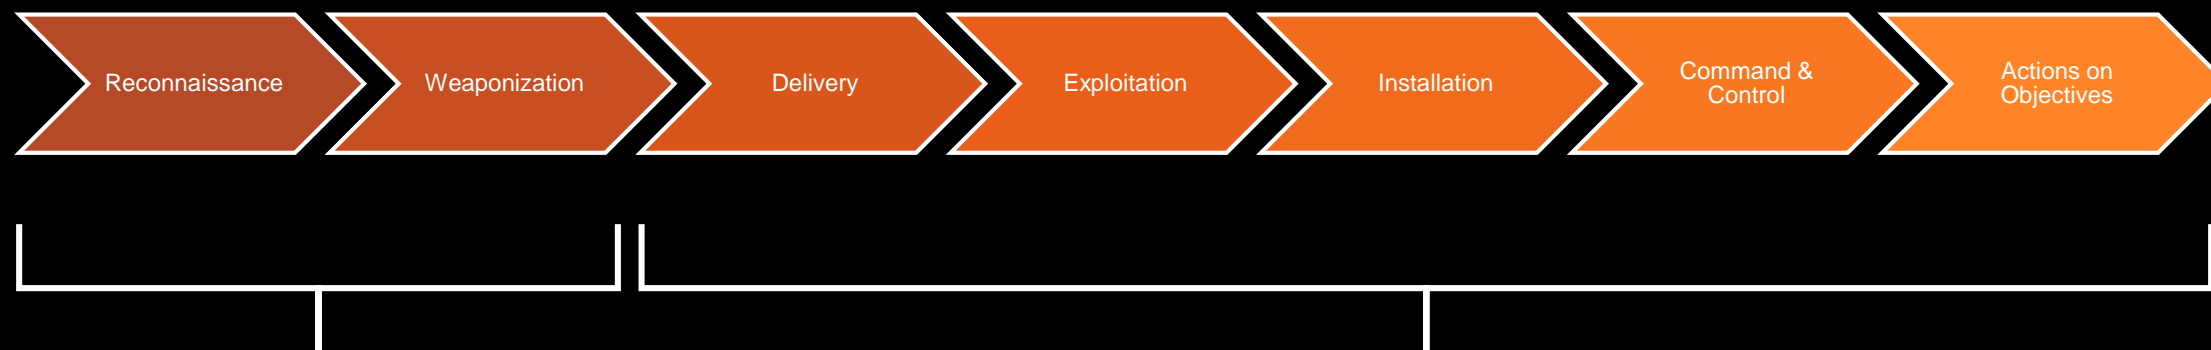 Reconnaissance
Weaponization
Delivery
Exploitation
Installation
Command &
Control
Actions on
Objectives